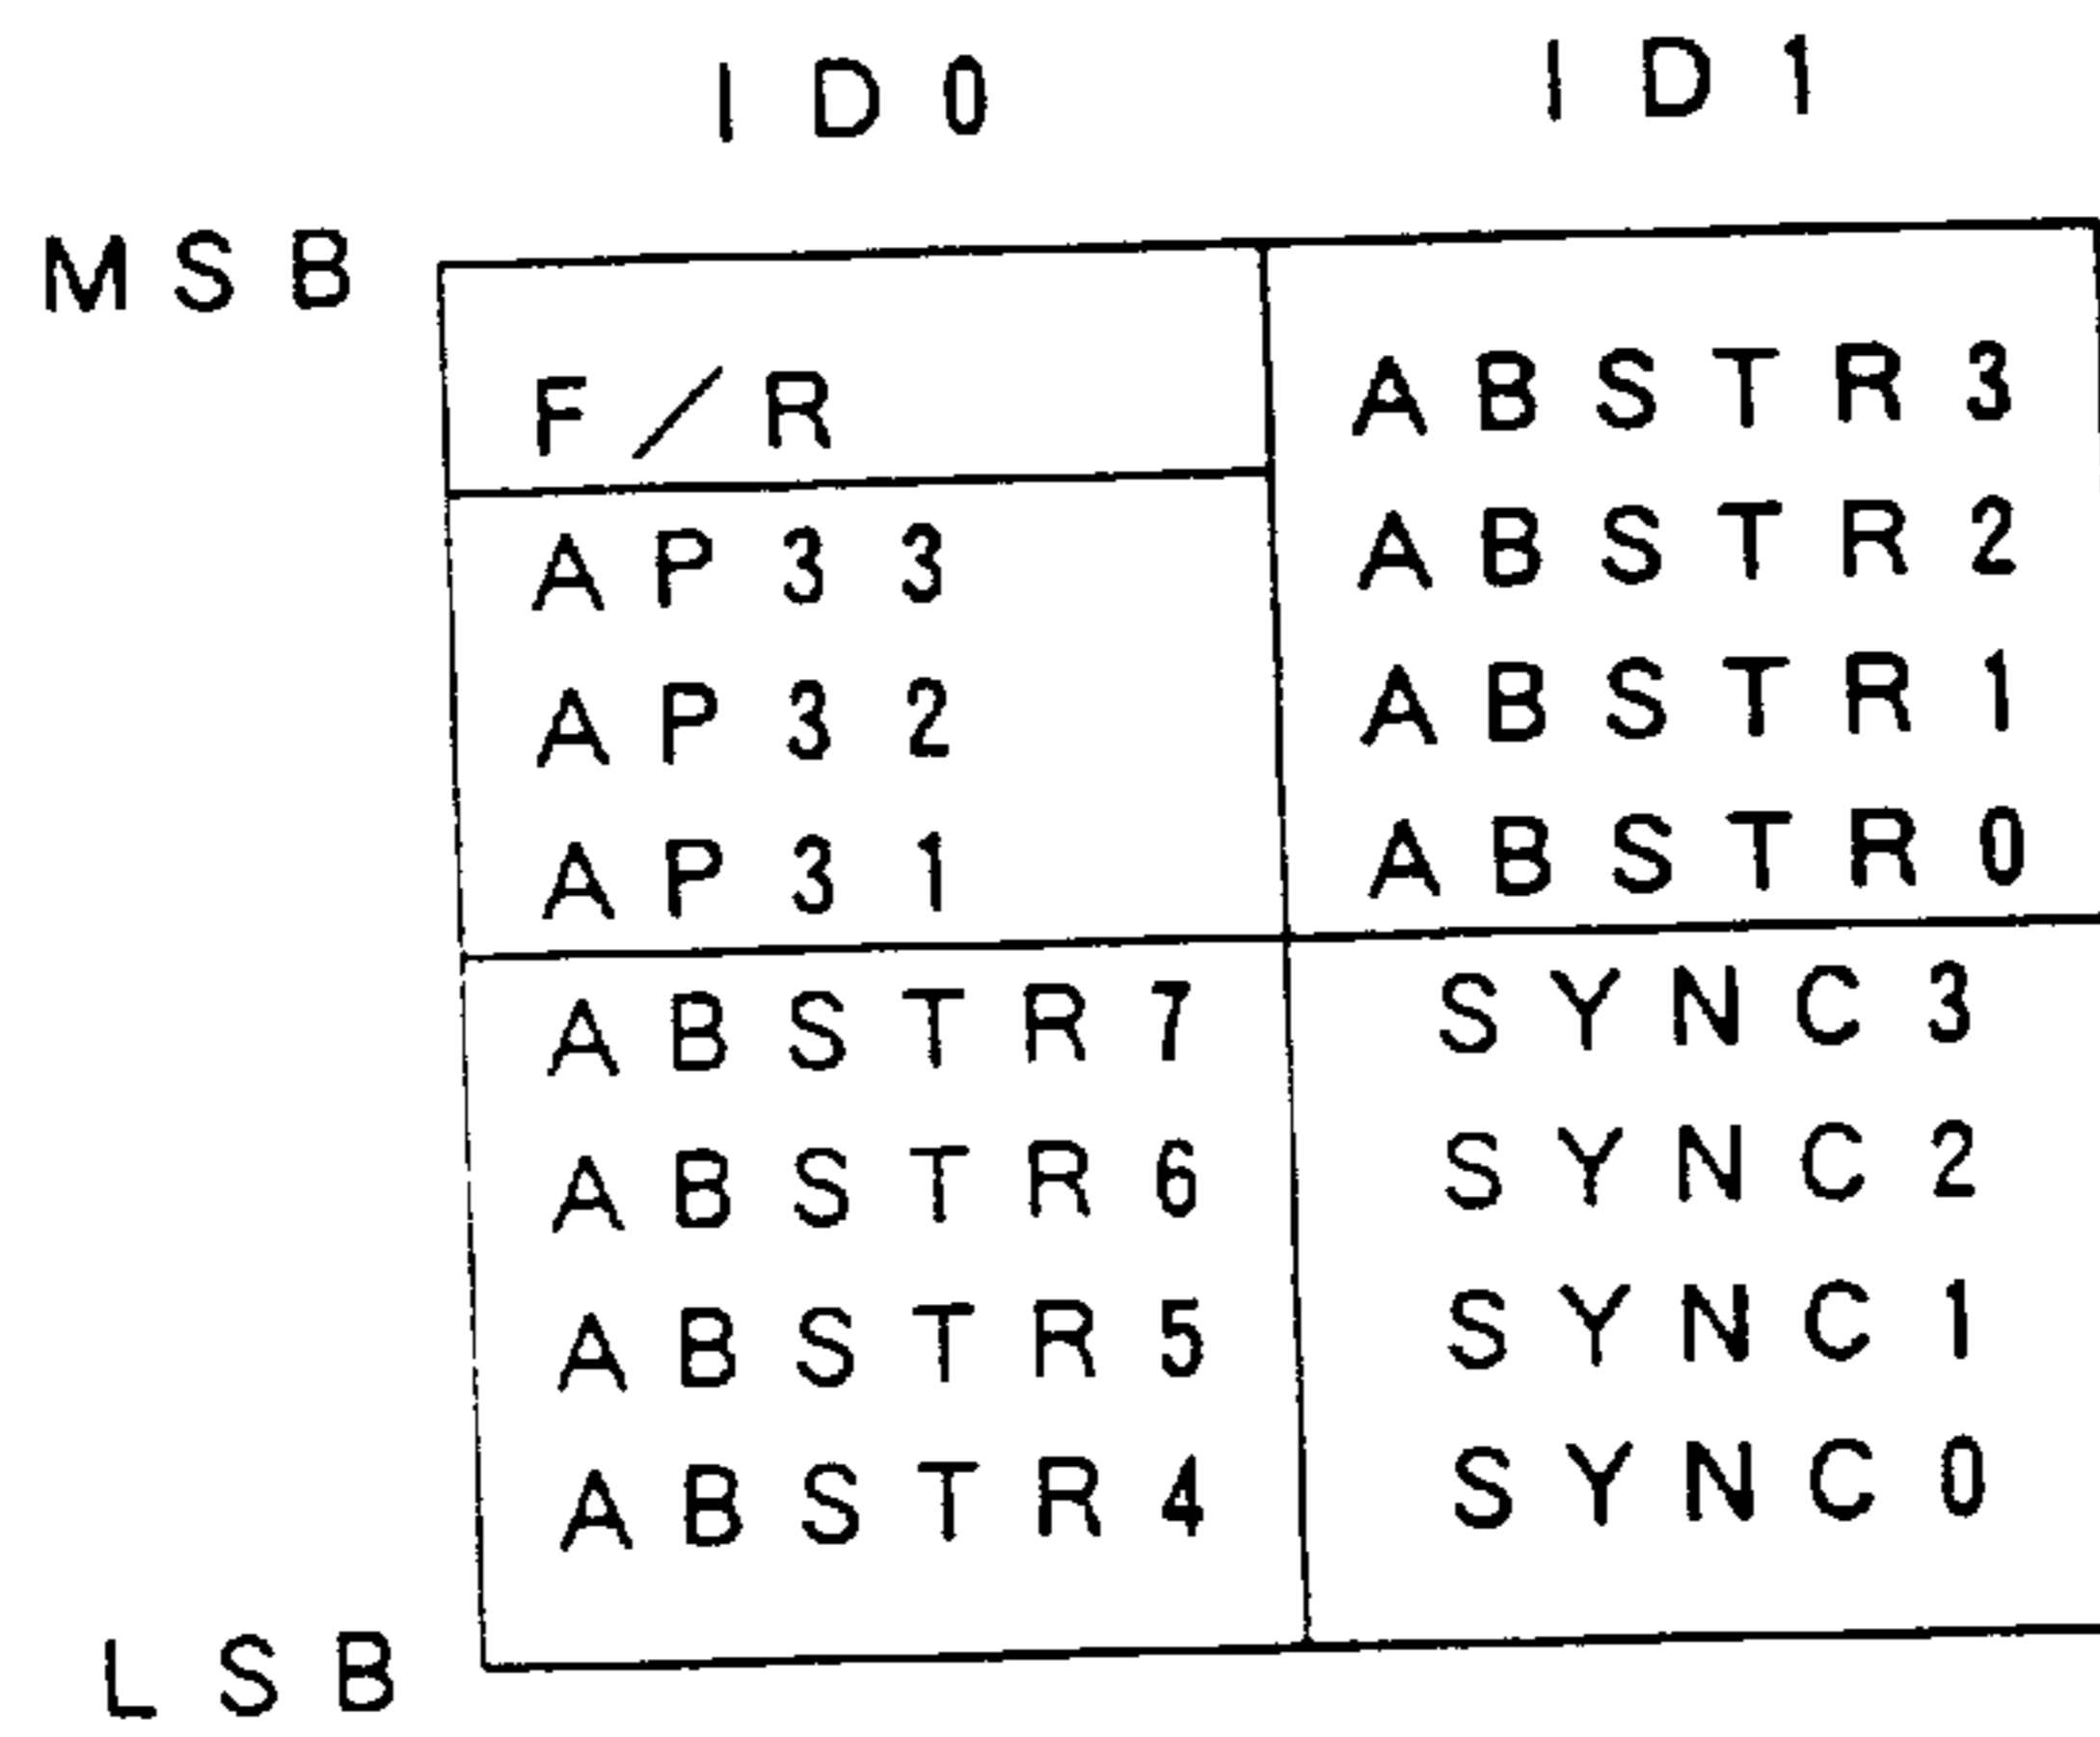 ID0 ID1
MSB
F/R ABSTR3
AP33 ABSTR2
AP32 ABSTR1
AP31 ABSTR0
ABSTR7 SYNC3
ABSTR6 SYNC2
ABSTR5 SYNC1
ABSTR4 SYNC0
LSB